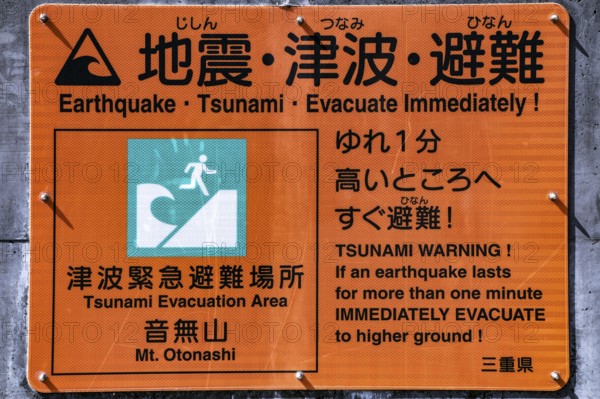 じしん つなみ ひなん
地震・津波・避難
Earthquake · Tsunami · Evacuate Immediately !
津波緊急避難場所
Tsunami Evacuation Area
音無山
Mt. Otonashi
ゆれ1分
高いところへ
ひなん
すぐ避難!
TSUNAMI WARNING !
If an earthquake lasts
for more than one minute
IMMEDIATELY EVACUATE
to higher ground !
三重県